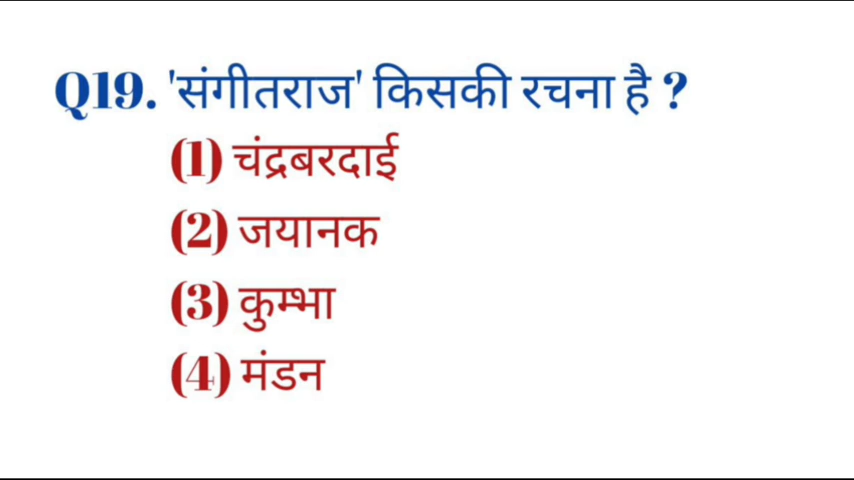 Q19. 'संगीतराज' किसकी रचना है ?
(1) चंद्रबरदाई
(2) जयानक
(3) कुम्भा
(4) मंडन